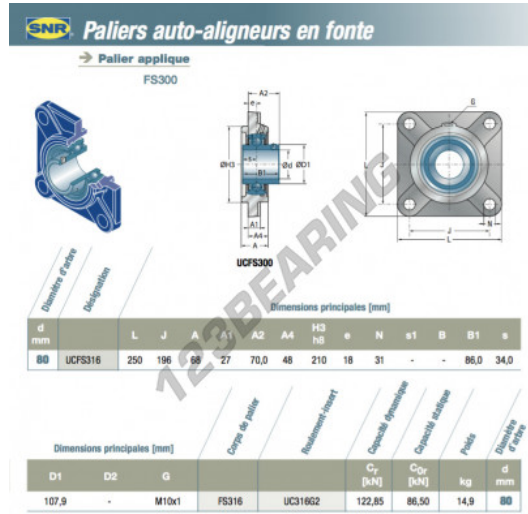 SNR Paliers auto-aligneurs en fonte
Palier applique
FS300
A2
e
G
ØH3
s
B1
Ød
ØD1
L
J
A1
A4
A
N
J
L
UCFS300
123BEARING
Diamètre d'arbre
Désignation
Dimensions principales [mm]
d mm L J A A1 A2 A4 H3 h8 e N s1 B B1 s
80 UCFS316 250 196 68 27 70,0 48 210 18 31 - - 86,0 34,0
Dimensions principales [mm]
Corps de palier
Roulement-insert
Capacité dynamique
Capacité statique
Poids
Diamètre d'arbre
D1 D2 G Cr [kN] C0r [kN] kg d mm
107,9 - M10x1 FS316 UC316G2 122,85 86,50 14,9 80